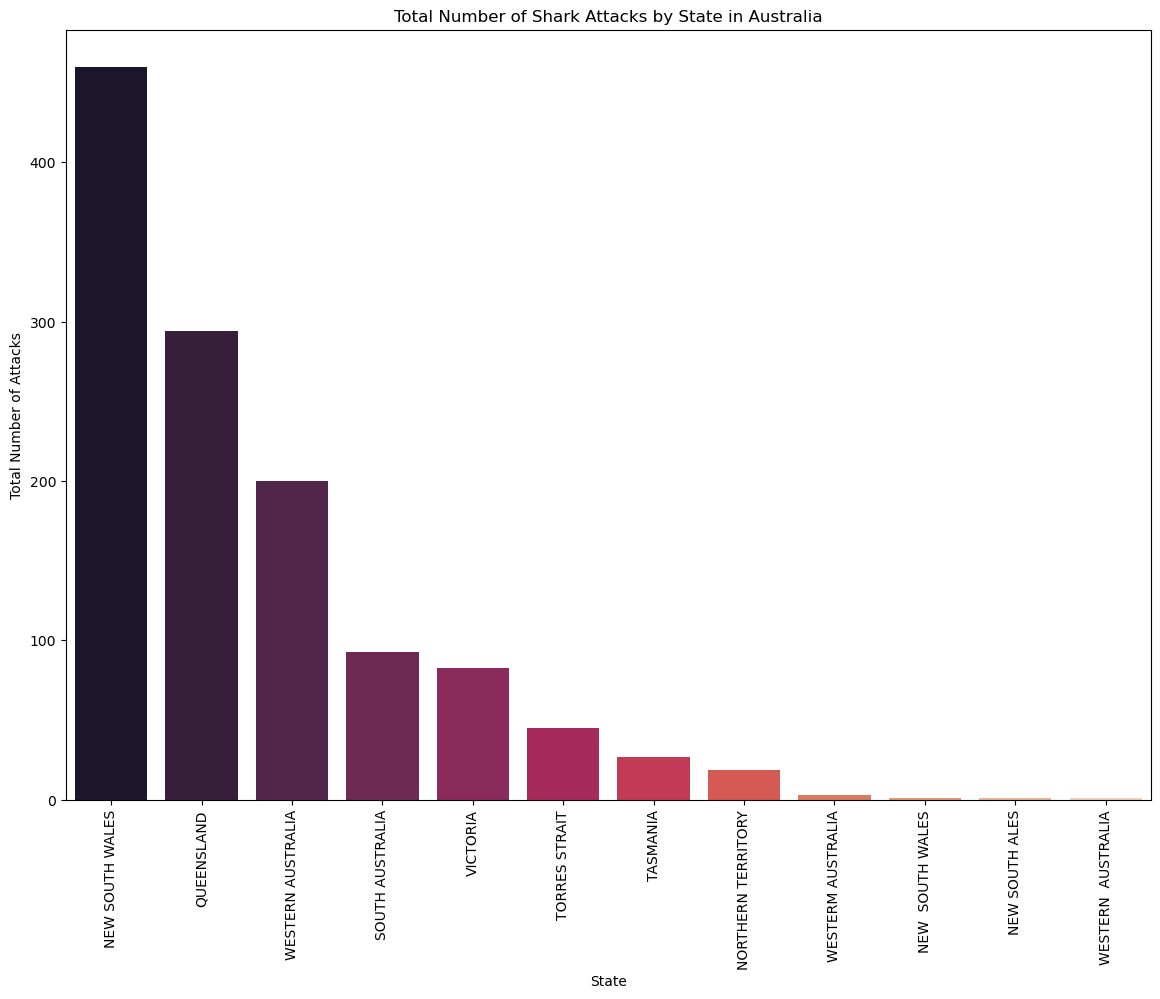 Total Number of Shark Attacks by State in Australia
Total Number of Attacks
400
300
200
100
0
NEW SOUTH WALES
QUEENSLAND
WESTERN AUSTRALIA
SOUTH AUSTRALIA
VICTORIA
TORRES STRAIT
TASMANIA
NORTHERN TERRITORY
WESTERM AUSTRALIA
NEW  SOUTH WALES
NEW SOUTH ALES
WESTERN  AUSTRALIA
State